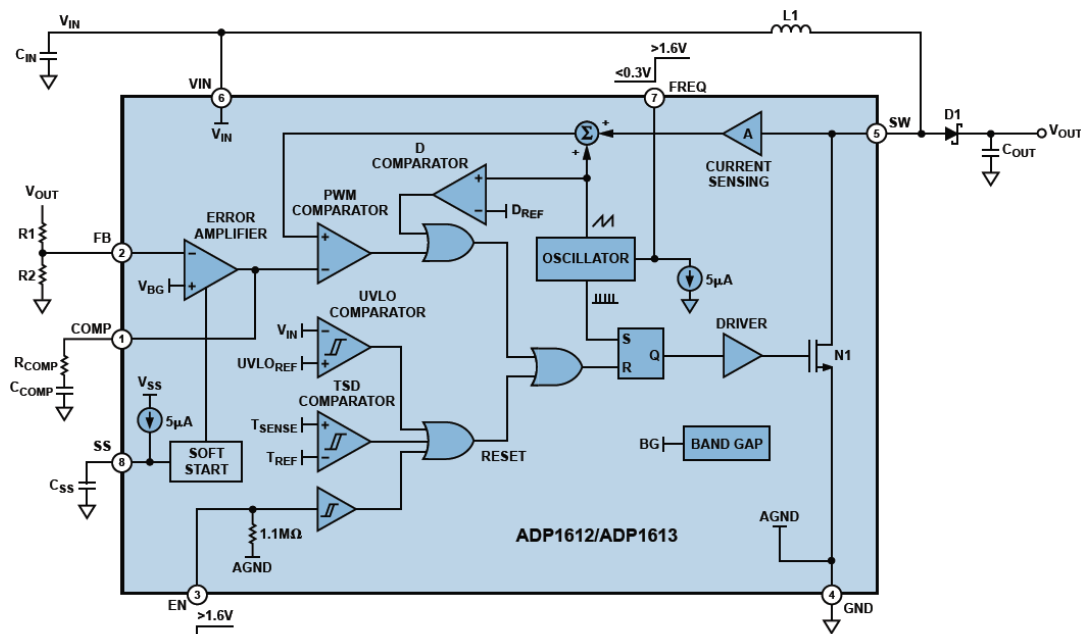 VIN
L1
CIN
>1.6V
<0.3V
VIN
FREQ
6
7
VIN
SW
5
D1
VOUT
COUT
Σ
+
+
A
CURRENT
SENSING
D
COMPARATOR
+
−
DREF
PWM
COMPARATOR
+
−
VOUT
R1
R2
FB
2
ERROR
AMPLIFIER
−
+
VBG
OSCILLATOR
5µA
COMP
1
RCOMP
CCOMP
UVLO
COMPARATOR
VIN
−
UVLOREF
+
S
R
Q
DRIVER
N1
VSS
5µA
SS
8
CSS
SOFT
START
TSD
COMPARATOR
TSENSE
+
TREF
−
RESET
BG
BAND GAP
1.1MΩ
AGND
ADP1612/ADP1613
AGND
EN
3
>1.6V
4
GND